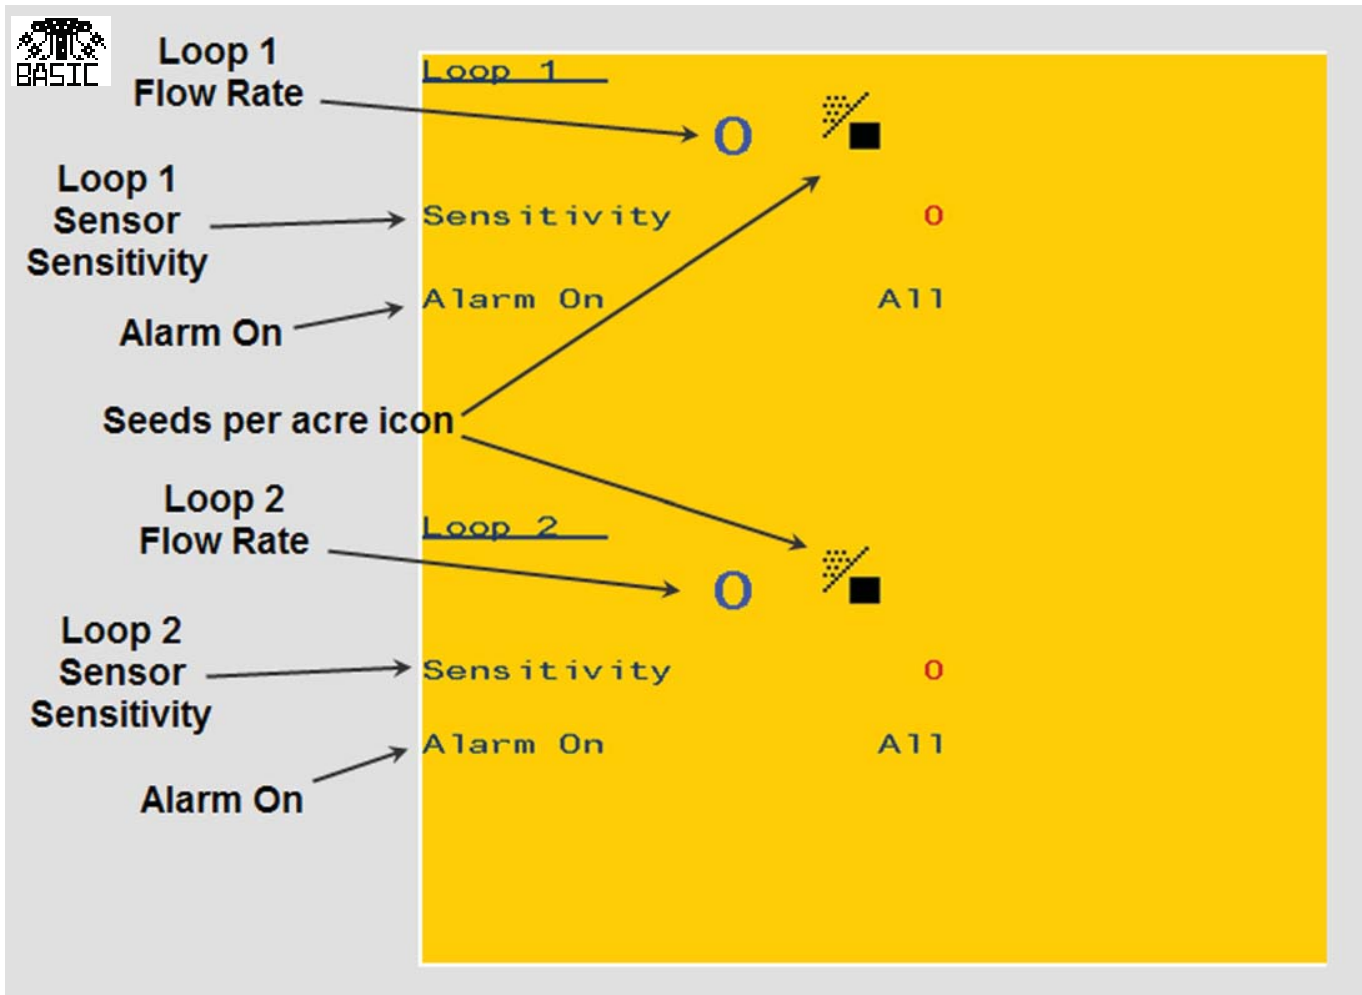 BASIC
Loop 1
Flow Rate
Loop 1
0
Loop 1
Sensor
Sensitivity
Sensitivity 0
Alarm On
Alarm On All
Seeds per acre icon
Loop 2
Flow Rate
Loop 2
0
Loop 2
Sensor
Sensitivity
Sensitivity 0
Alarm On All
Alarm On